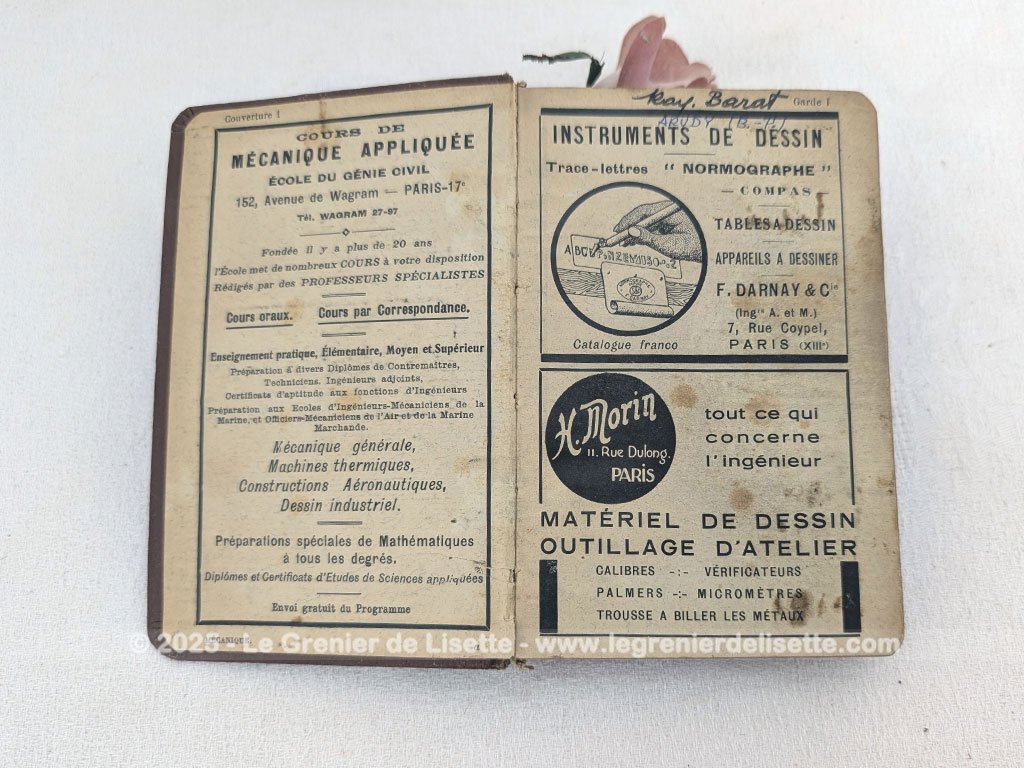 Couverture 1
COURS DE
MÉCANIQUE APPLIQUÉE
ÉCOLE DU GÉNIE CIVIL
152, Avenue de Wagram — PARIS-17e
Tél. WAGRAM 27-97
Fondée il y a plus de 20 ans
l'École met de nombreux COURS à votre disposition
Rédigés par des PROFESSEURS SPÉCIALISTES
Cours oraux. Cours par Correspondance.
Enseignement pratique, Élémentaire, Moyen et Supérieur
Préparation à divers Diplômes de Contremaîtres,
Techniciens, Ingénieurs adjoints,
Certificats d'aptitude aux fonctions d'Ingénieurs
Préparation aux Ecoles d'Ingénieurs-Mécaniciens de la
Marine, et Officiers-Mécaniciens de l'Air et de la Marine
Marchande.
Mécanique générale,
Machines thermiques,
Constructions Aéronautiques,
Dessin industriel.
Préparations spéciales de Mathématiques
à tous les degrés.
Diplômes et Certificats d'Etudes de Sciences appliquées
Envoi gratuit du Programme
MÉCANIQUE.
Ray. Barat
Garde 1
ARUDY (B.-P.)
INSTRUMENTS DE DESSIN
Trace-lettres "NORMOGRAPHE"
— COMPAS —
TABLES A DESSIN
APPAREILS A DESSINER
F. DARNAY & Cie
(Ingrs A. et M.)
7, Rue Coypel,
PARIS (XIIIe)
Catalogue franco
H. Morin
11. Rue Dulong.
PARIS
tout ce qui
concerne
l'ingénieur
MATÉRIEL DE DESSIN
OUTILLAGE D'ATELIER
CALIBRES -:- VÉRIFICATEURS
PALMERS -:- MICROMÈTRES
TROUSSE A BILLER LES MÉTAUX
© 2025 - Le Grenier de Lisette - www.legrenierdelisette.com